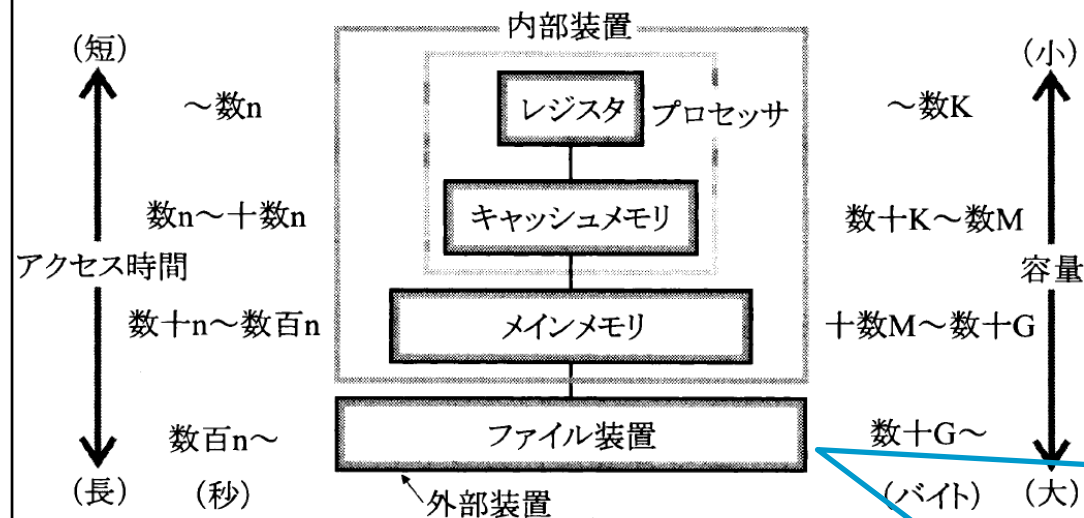 内部装置
(短)
(小)
~数n
レジスタ
プロセッサ
~数K
数n~十数n
キャッシュメモリ
数十K~数M
アクセス時間
容量
数十n~数百n
メインメモリ
十数M~数十G
数百n~
ファイル装置
数十G~
(長)
(秒)
外部装置
(バイト)
(大)